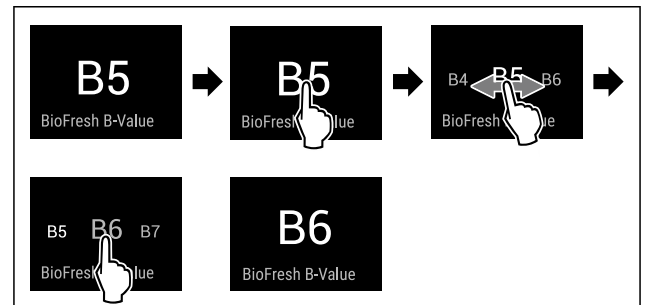 B5
BioFresh B-Value
B5
BioFresh lue
B4 B5 B6
BioFresh ue
B5 B6 B7
BioFresh lue
B6
BioFresh B-Value